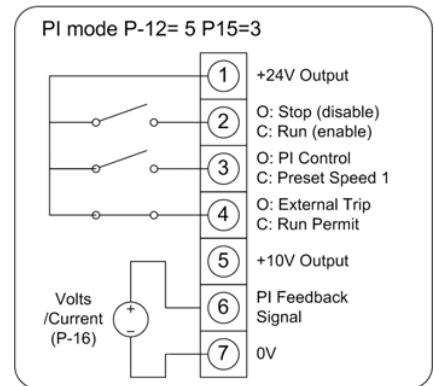 PI mode P-12= 5 P15=3
1 +24V Output
2 O: Stop (disable)
C: Run (enable)
3 O: PI Control
C: Preset Speed 1
4 O: External Trip
C: Run Permit
5 +10V Output
Volts
/Current
(P-16)
+
−
6 PI Feedback
Signal
7 0V